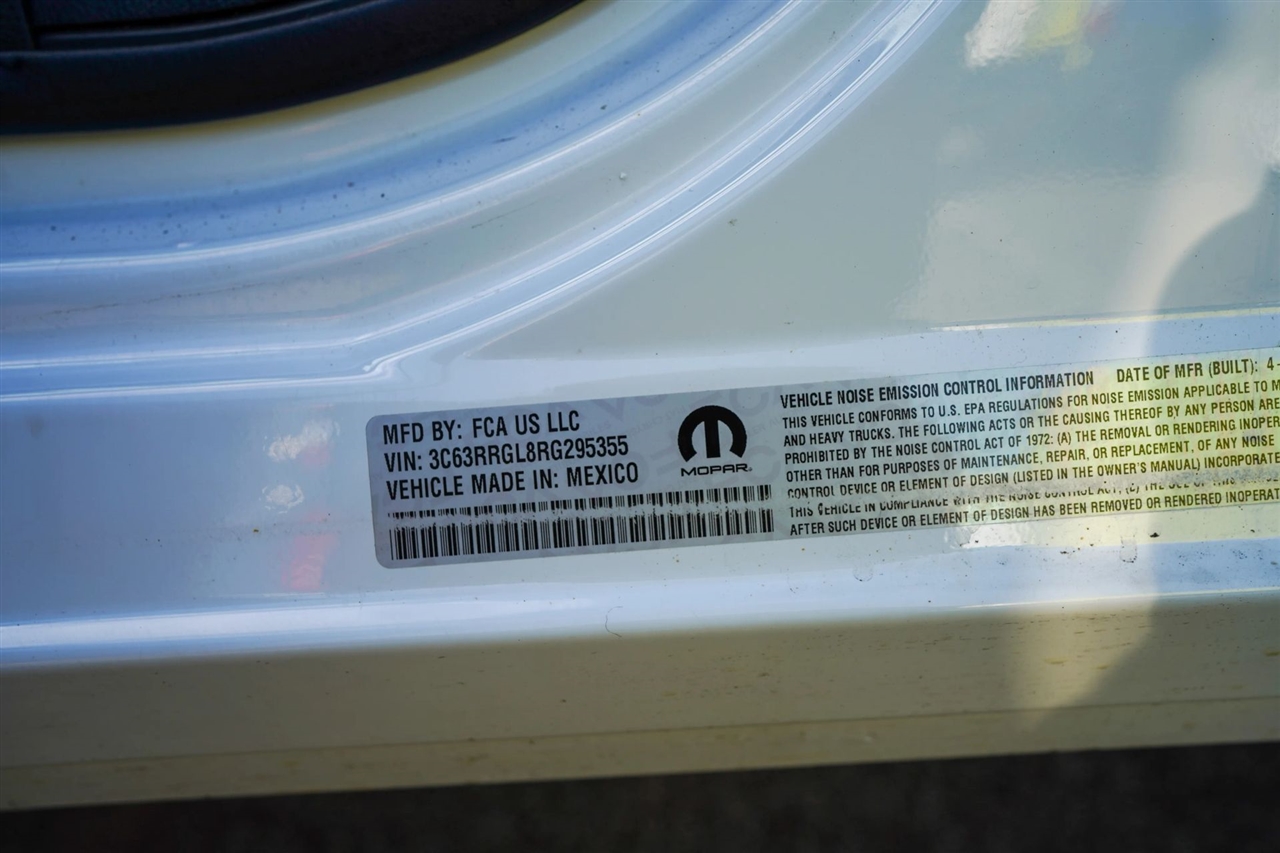 MFD BY: FCA US LLC
VIN: 3C63RRGL8RG295355
VEHICLE MADE IN: MEXICO
MOPAR
VEHICLE NOISE EMISSION CONTROL INFORMATION DATE OF MFR (BUILT): 4-
THIS VEHICLE CONFORMS TO U.S. EPA REGULATIONS FOR NOISE EMISSION APPLICABLE TO M
AND HEAVY TRUCKS. THE FOLLOWING ACTS OR THE CAUSING THEREOF BY ANY PERSON ARE
PROHIBITED BY THE NOISE CONTROL ACT OF 1972: (A) THE REMOVAL OR RENDERING INOPER
OTHER THAN FOR PURPOSES OF MAINTENANCE, REPAIR, OR REPLACEMENT, OF ANY NOISE
CONTROL DEVICE OR ELEMENT OF DESIGN (LISTED IN THE OWNER'S MANUAL) INCORPORATE
THIS VEHICLE IN COMPLIANCE WITH THE NOISE CONTROL ACT,
AFTER SUCH DEVICE OR ELEMENT OF DESIGN HAS BEEN REMOVED OR RENDERED INOPERAT